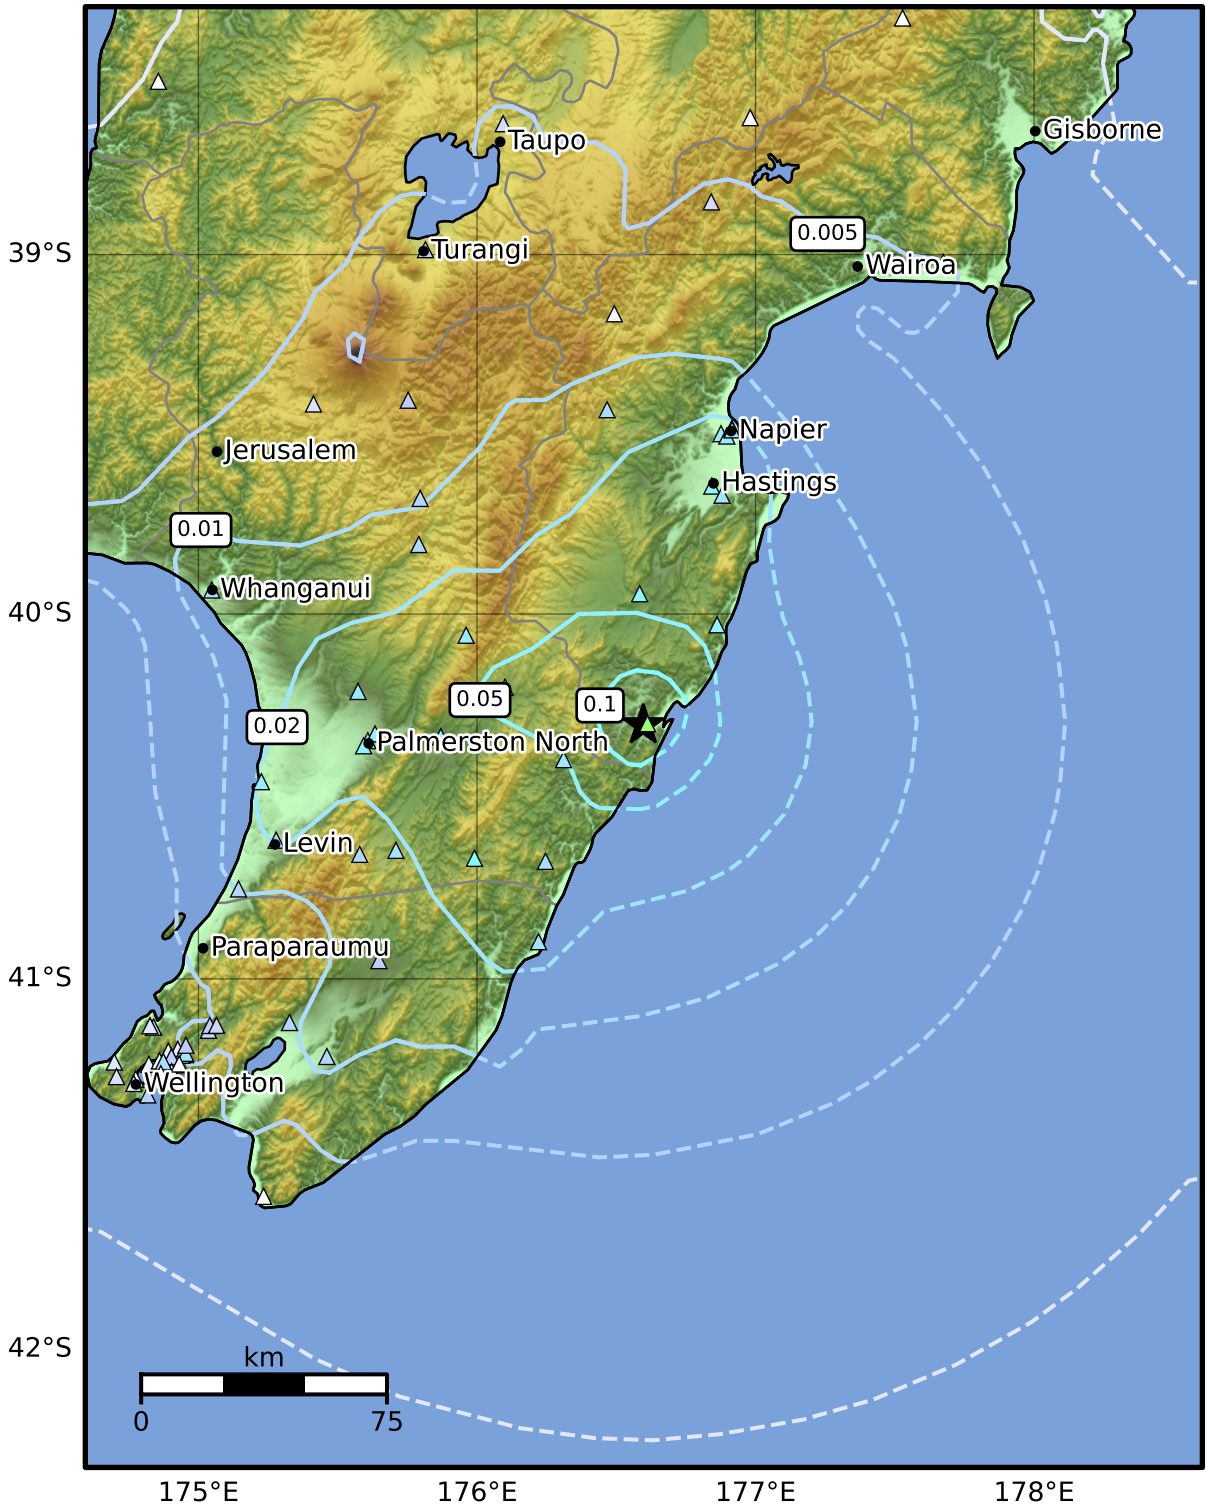 Gisborne
Taupo
0.005
39°S
Turangi
Wairoa
Napier
Jerusalem
Hastings
0.01
Whanganui
40°S
0.05
0.1
0.02
Palmerston North
Levin
Paraparaumu
41°S
Wellington
42°S
km
0 75
175°E 176°E 177°E 178°E